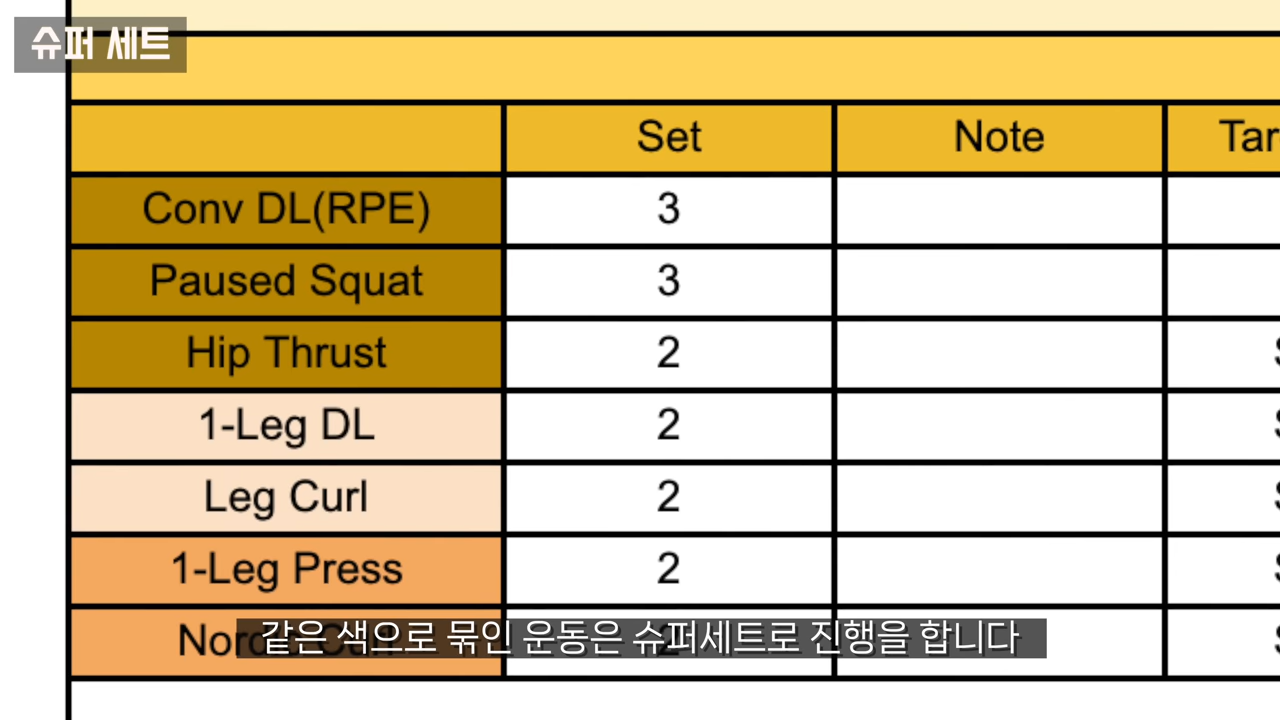 슈퍼 세트
Set Note
Conv DL(RPE) 3
Paused Squat 3
Hip Thrust 2
1-Leg DL 2
Leg Curl 2
1-Leg Press 2
같은 색으로 묶인 운동은 슈퍼세트로 진행을 합니다